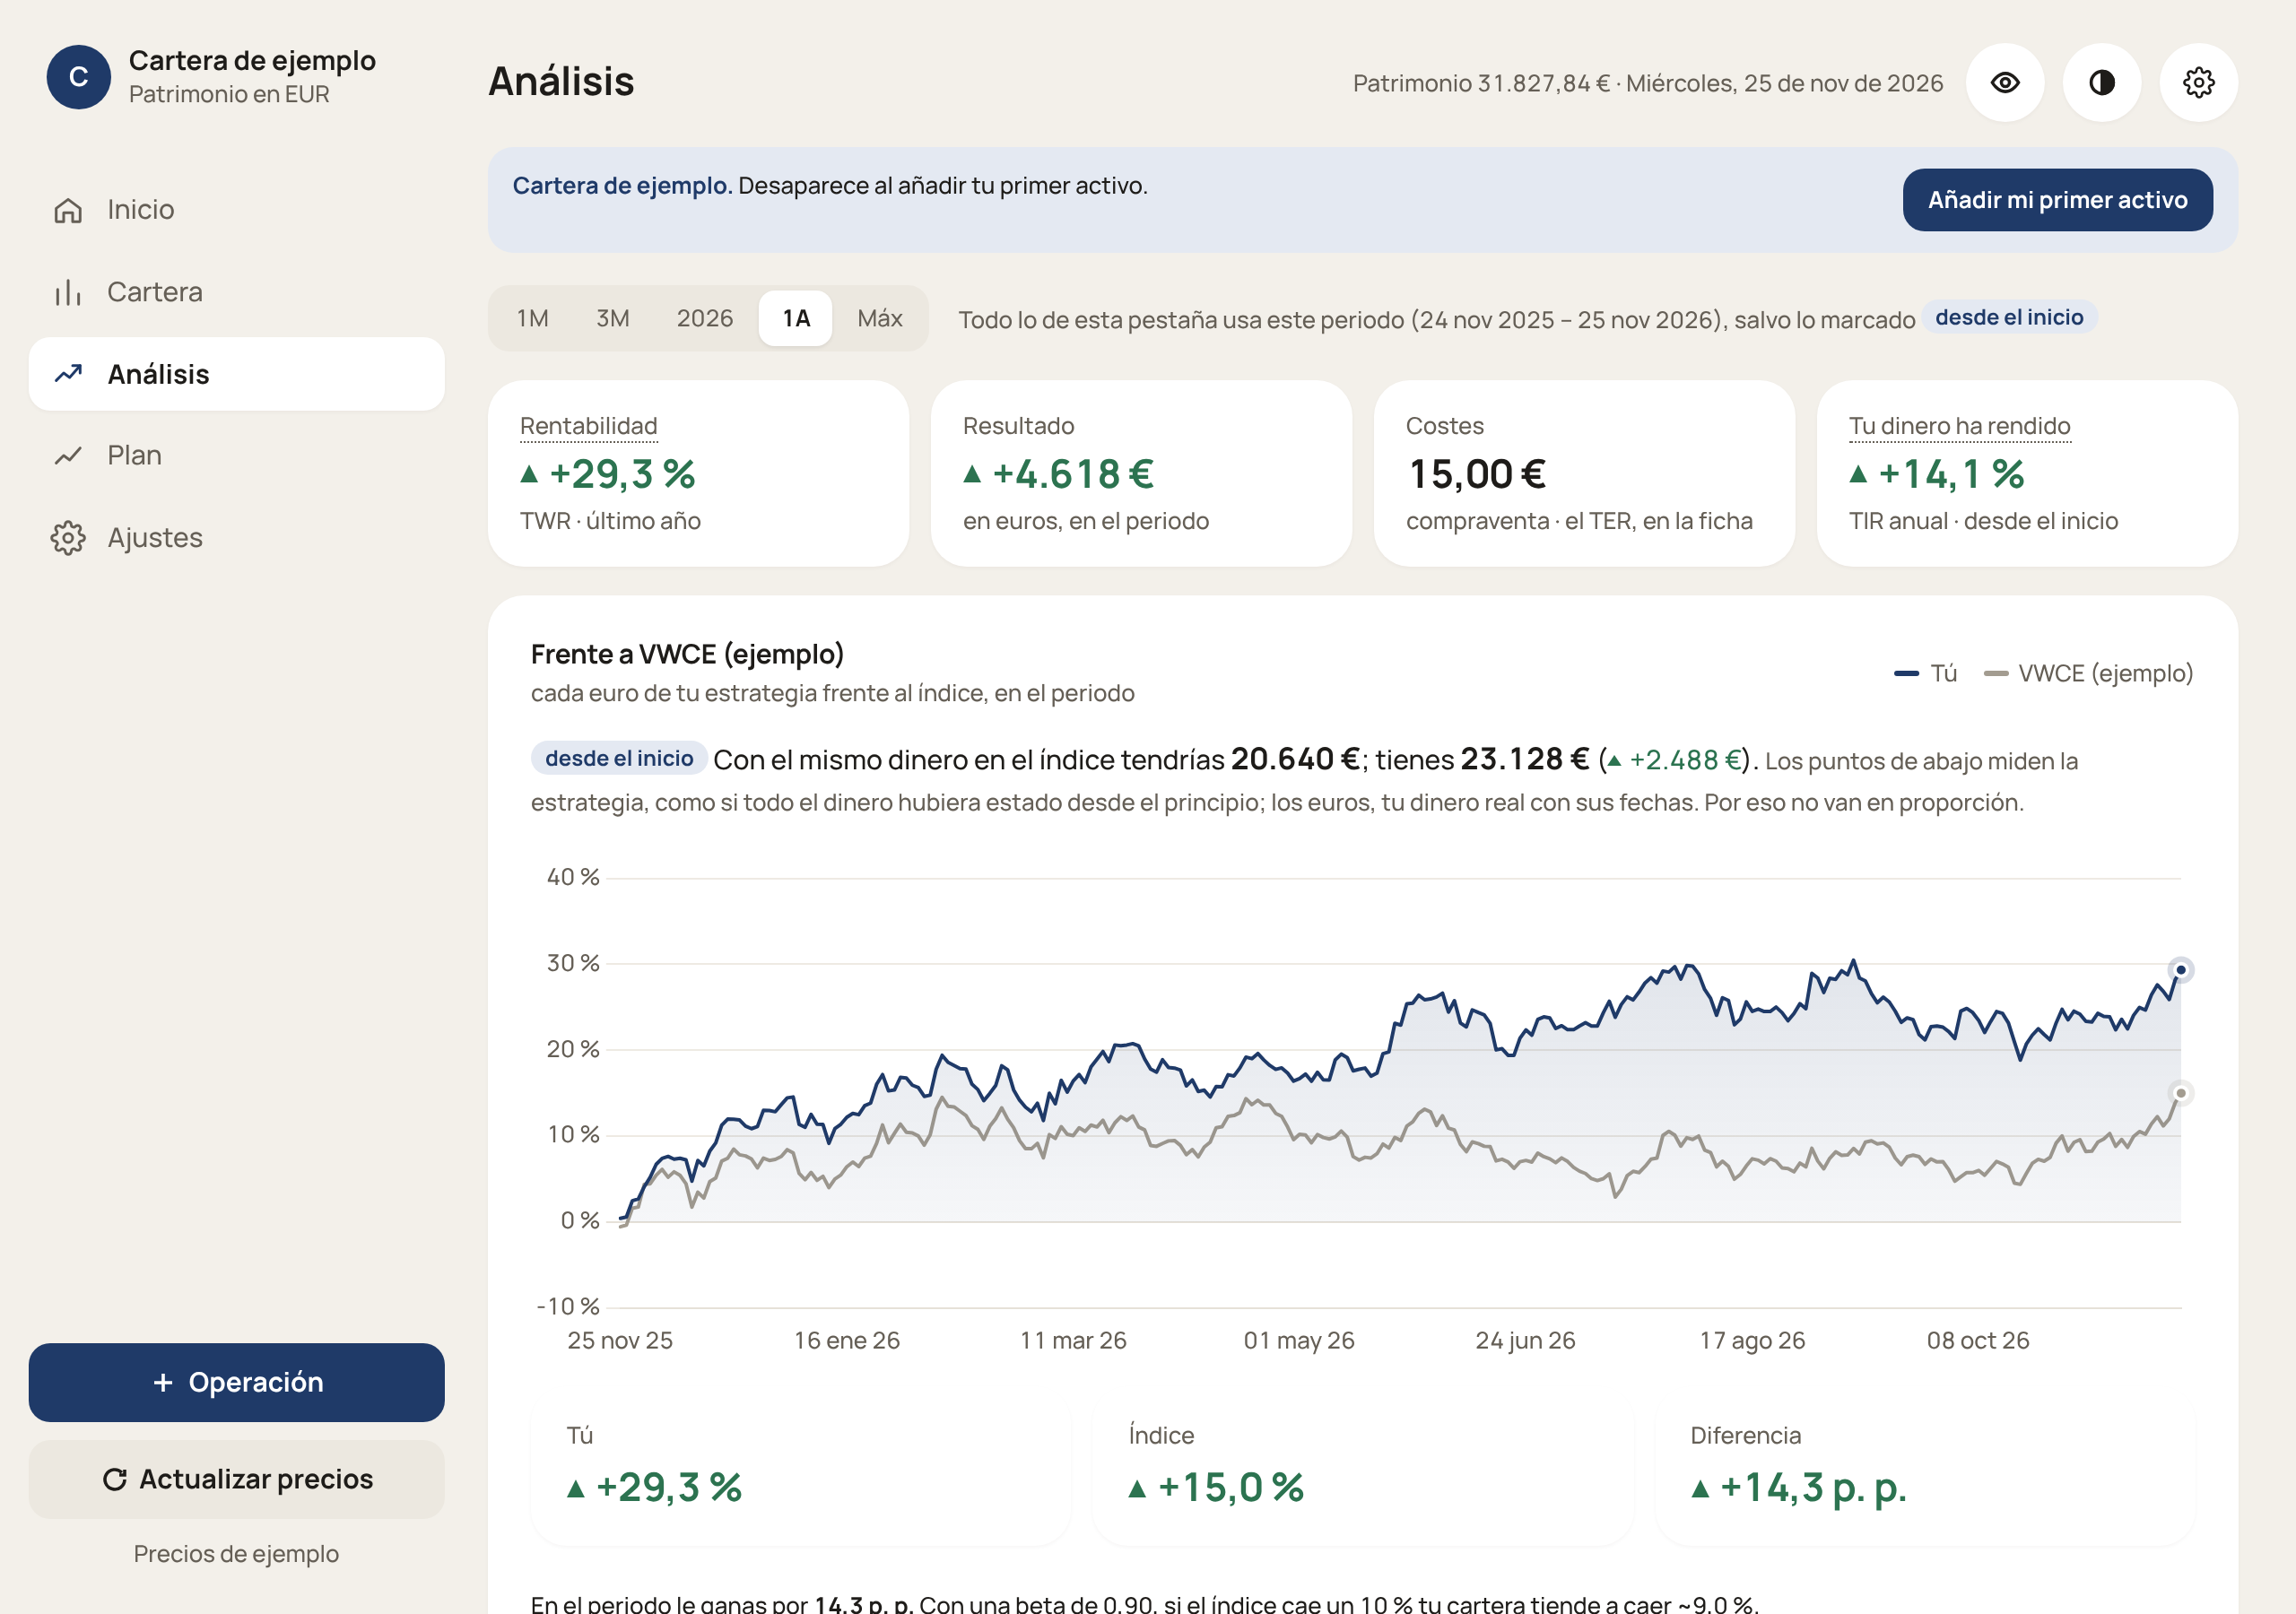 C
Cartera de ejemplo
Patrimonio en EUR
Inicio
Cartera
Análisis
Plan
Ajustes
+ Operación
Actualizar precios
Precios de ejemplo
Análisis
Patrimonio 31.827,84 € · Miércoles, 25 de nov de 2026
Cartera de ejemplo. Desaparece al añadir tu primer activo.
Añadir mi primer activo
1M 3M 2026 1A Máx
Todo lo de esta pestaña usa este periodo (24 nov 2025 – 25 nov 2026), salvo lo marcado desde el inicio
Rentabilidad
▲ +29,3 %
TWR · último año
Resultado
▲ +4.618 €
en euros, en el periodo
Costes
15,00 €
compraventa · el TER, en la ficha
Tu dinero ha rendido
▲ +14,1 %
TIR anual · desde el inicio
Frente a VWCE (ejemplo)
cada euro de tu estrategia frente al índice, en el periodo
Tú VWCE (ejemplo)
desde el inicio Con el mismo dinero en el índice tendrías 20.640 €; tienes 23.128 € (▲ +2.488 €). Los puntos de abajo miden la
estrategia, como si todo el dinero hubiera estado desde el principio; los euros, tu dinero real con sus fechas. Por eso no van en proporción.
40 %
30 %
20 %
10 %
0 %
-10 %
25 nov 25 16 ene 26 11 mar 26 01 may 26 24 jun 26 17 ago 26 08 oct 26
Tú
▲ +29,3 %
Índice
▲ +15,0 %
Diferencia
▲ +14,3 p. p.
En el periodo le ganas por 14,3 p. p. Con una beta de 0,90, si el índice cae un 10 % tu cartera tiende a caer ~9,0 %.